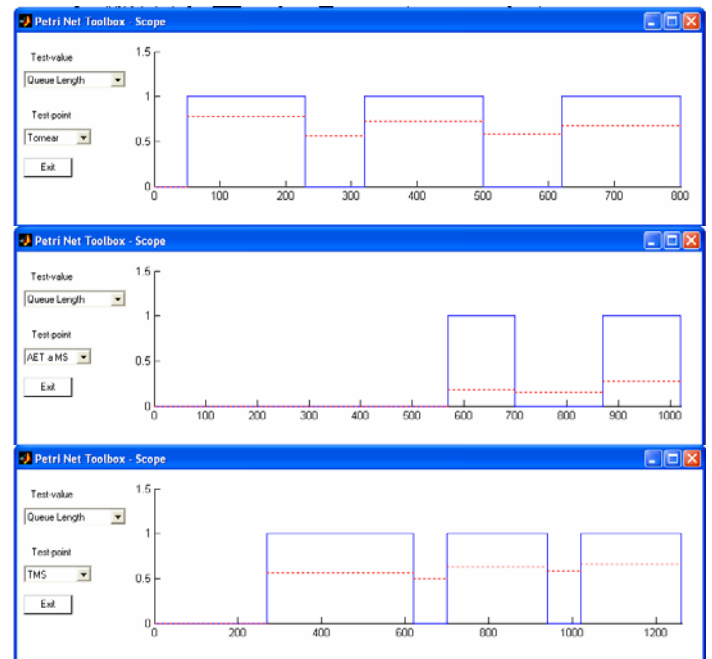 Petri Net Toolbox - Scope
Test-value
Queue Length
Test-point
Tornear
Exit
1.5
1
0.5
0
0 100 200 300 400 500 600 700 800
Petri Net Toolbox - Scope
Test-value
Queue Length
Test-point
AET a MS
Exit
1.5
1
0.5
0
0 100 200 300 400 500 600 700 800 900 1000
Petri Net Toolbox - Scope
Test-value
Queue Length
Test-point
TMS
Exit
1.5
1
0.5
0
0 200 400 600 800 1000 1200